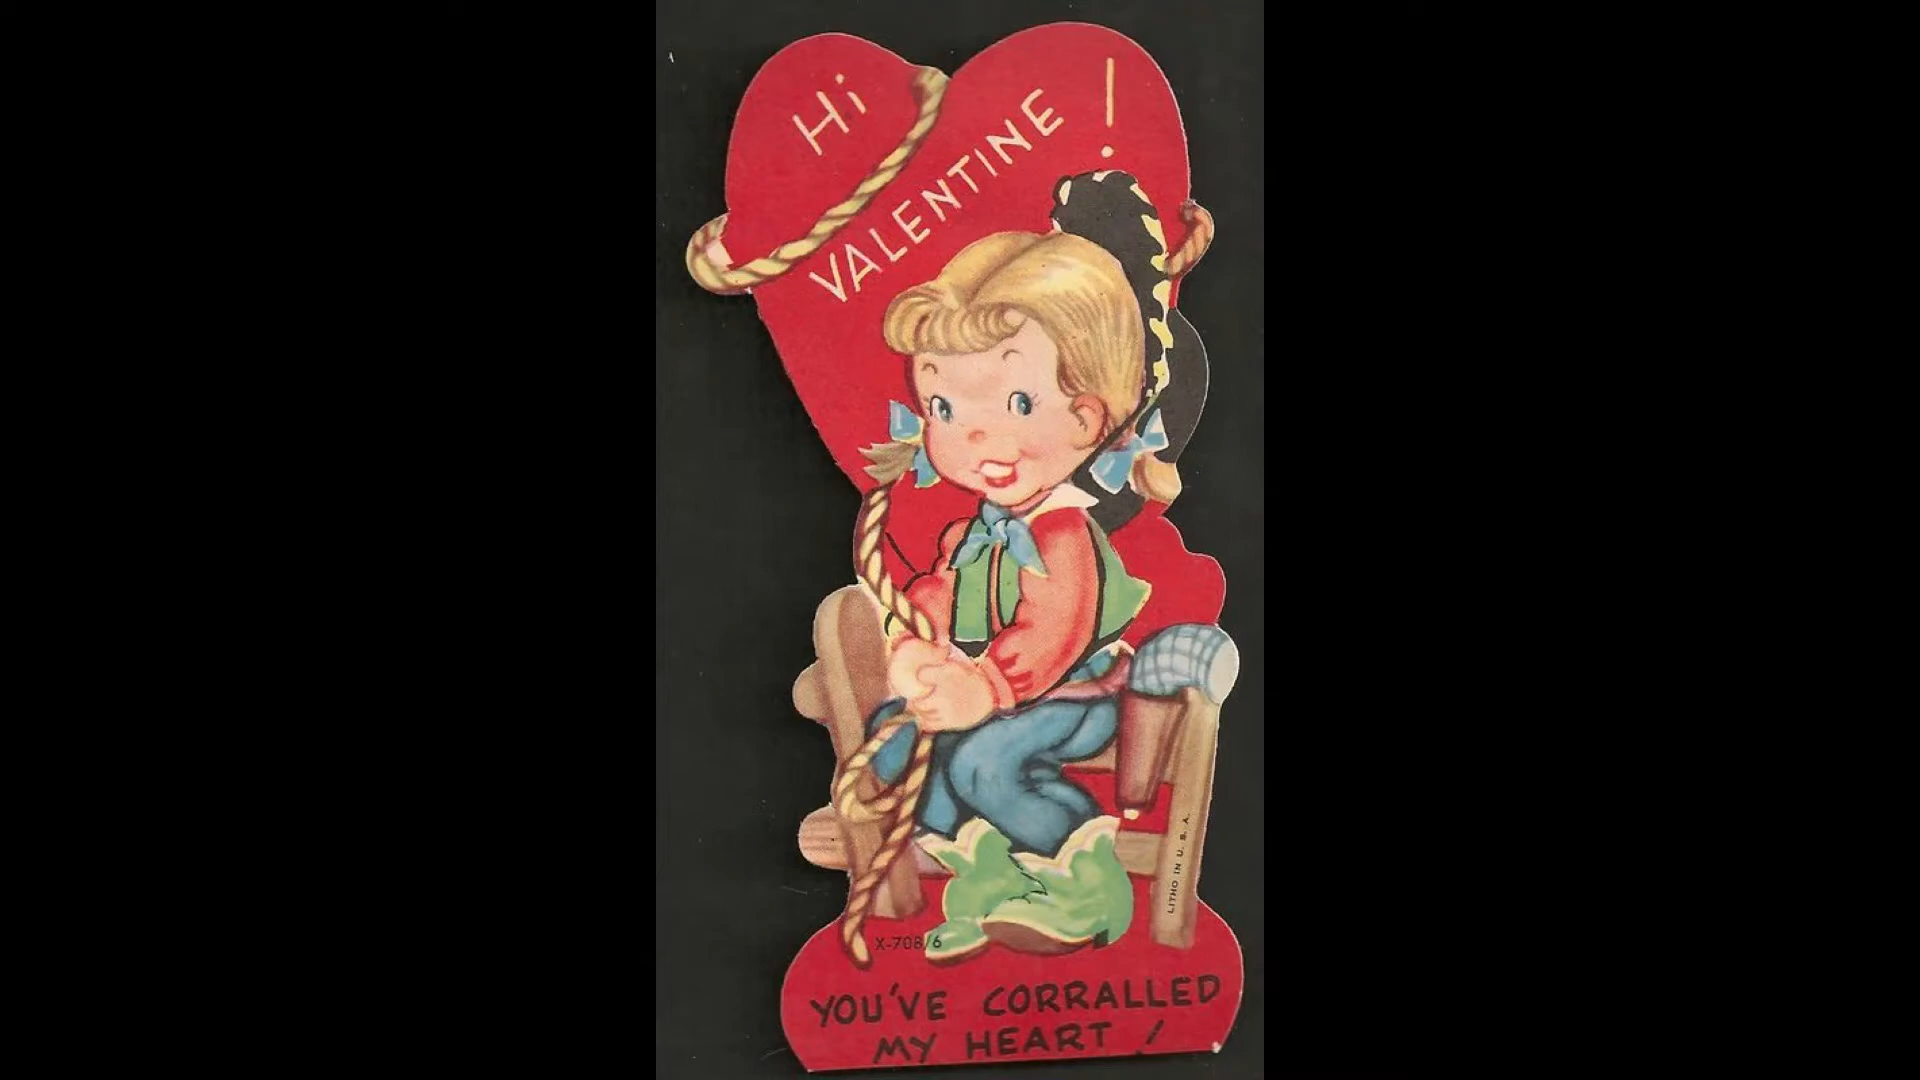 Hi
VALENTINE!
LITHO IN U. S. A.
X-708/6
YOU'VE CORRALLED
MY HEART!